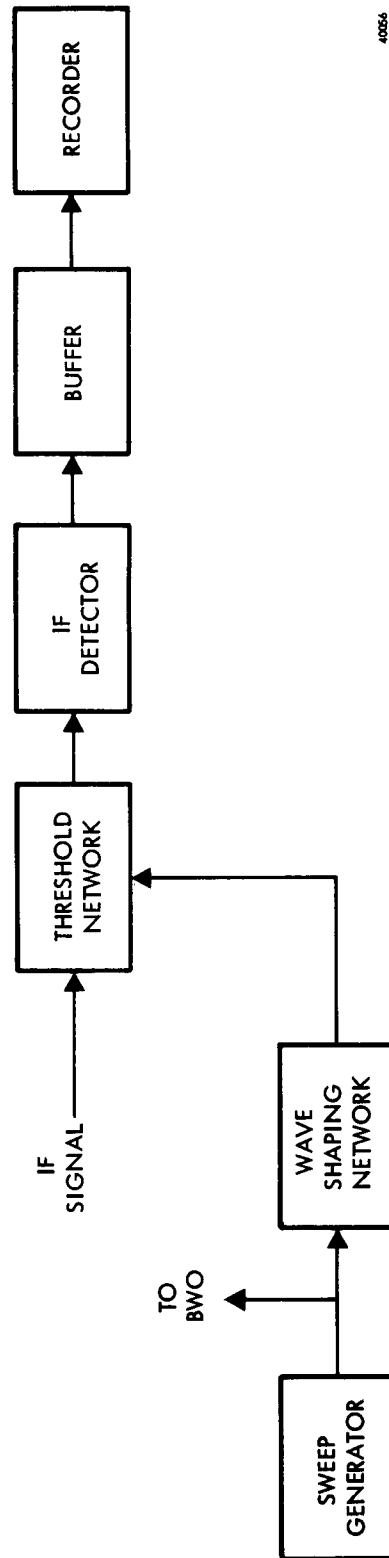 IF
SIGNAL
THRESHOLD
NETWORK
IF
DETECTOR
BUFFER
RECORDER
SWEEP
GENERATOR
TO
BWO
WAVE
SHAPING
NETWORK
40056